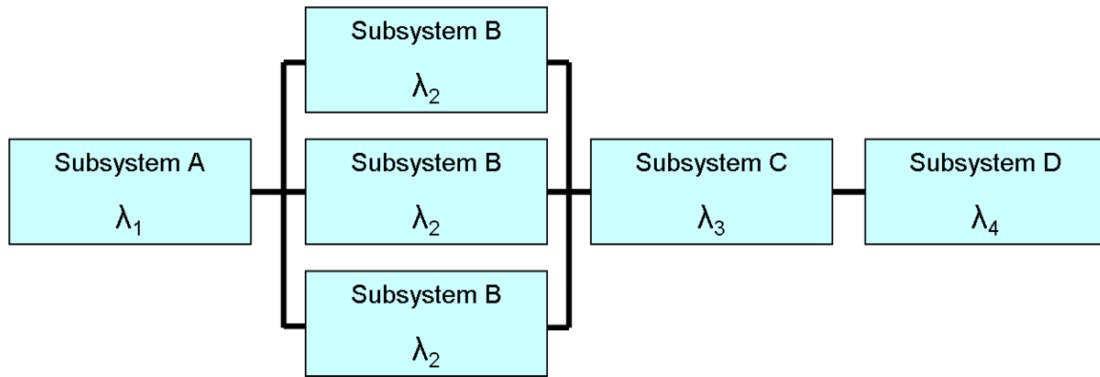 Subsystem B
λ₂
Subsystem A
λ₁
Subsystem B
λ₂
Subsystem C
λ₃
Subsystem D
λ₄
Subsystem B
λ₂